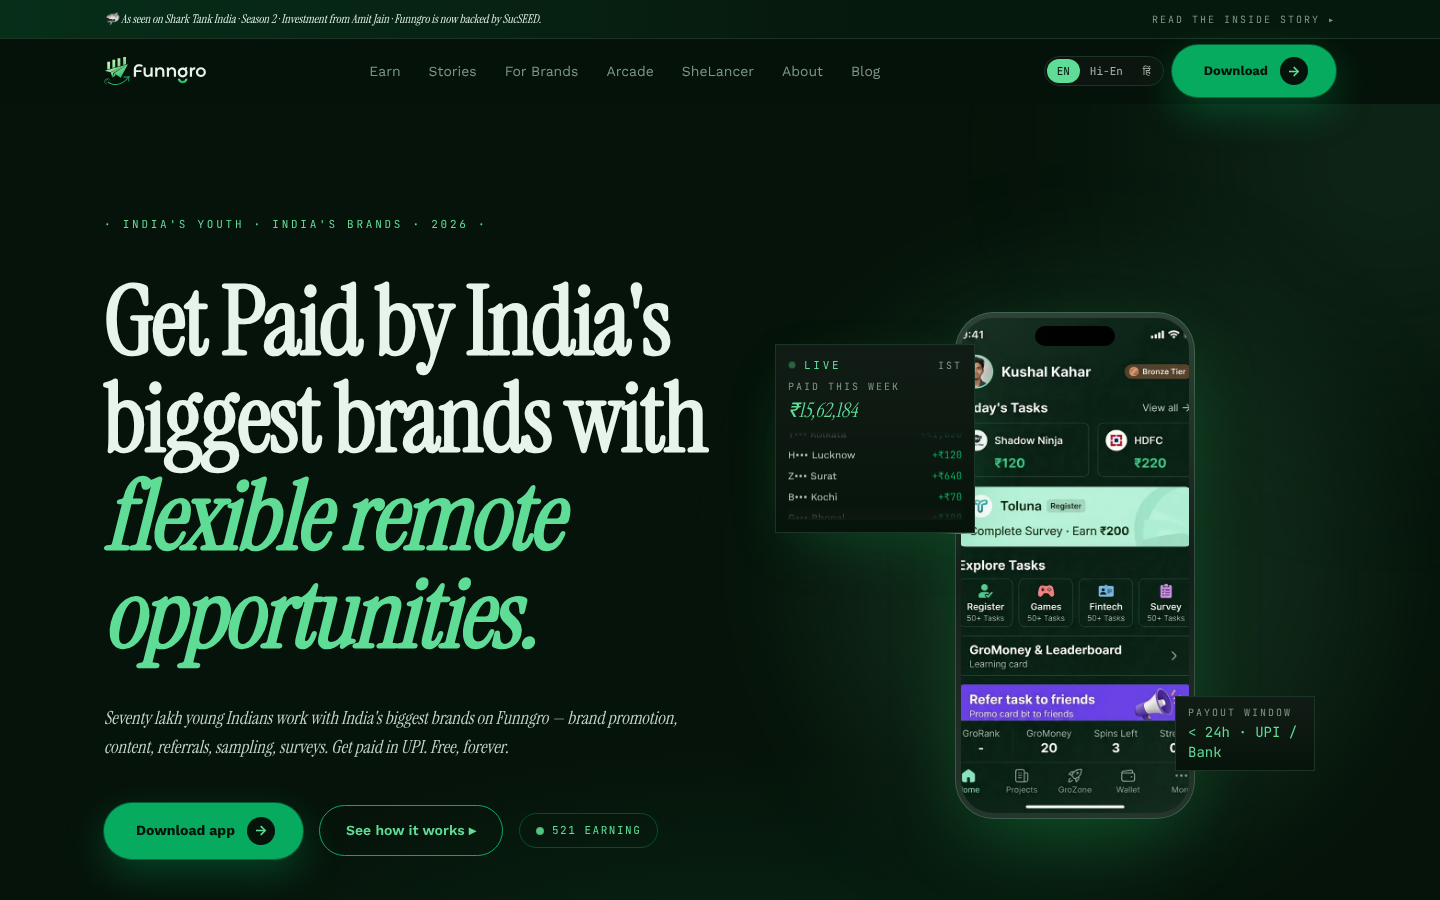 🦈 As seen on Shark Tank India · Season 2 · Investment from Amit Jain · Funngro is now backed by SucSEED.
READ THE INSIDE STORY ▸
Funngro
Earn
Stories
For Brands
Arcade
SheLancer
About
Blog
EN
Hi-En
हिं
Download →
· INDIA'S YOUTH · INDIA'S BRANDS · 2026 ·
Get Paid by India's
biggest brands with
flexible remote
opportunities.
Seventy lakh young Indians work with India's biggest brands on Funngro — brand promotion,
content, referrals, sampling, surveys. Get paid in UPI. Free, forever.
Download app →
See how it works ▸
521 EARNING
LIVE
IST
PAID THIS WEEK
₹15,62,184
H••• Lucknow +₹120
Z••• Surat +₹640
B••• Kochi +₹70
:41
Kushal Kahar
Bronze Tier
day's Tasks
View all →
Shadow Ninja
₹120
HDFC
₹220
Toluna
Register
Complete Survey · Earn ₹200
Explore Tasks
Register
50+ Tasks
Games
50+ Tasks
Fintech
50+ Tasks
Survey
50+ Tasks
GroMoney & Leaderboard
Learning card
Refer task to friends
Promo card bt to friends
GroRank
-
GroMoney
20
Spins Left
3
Stre
ome
Projects
GroZone
Wallet
Mor
PAYOUT WINDOW
< 24h · UPI /
Bank